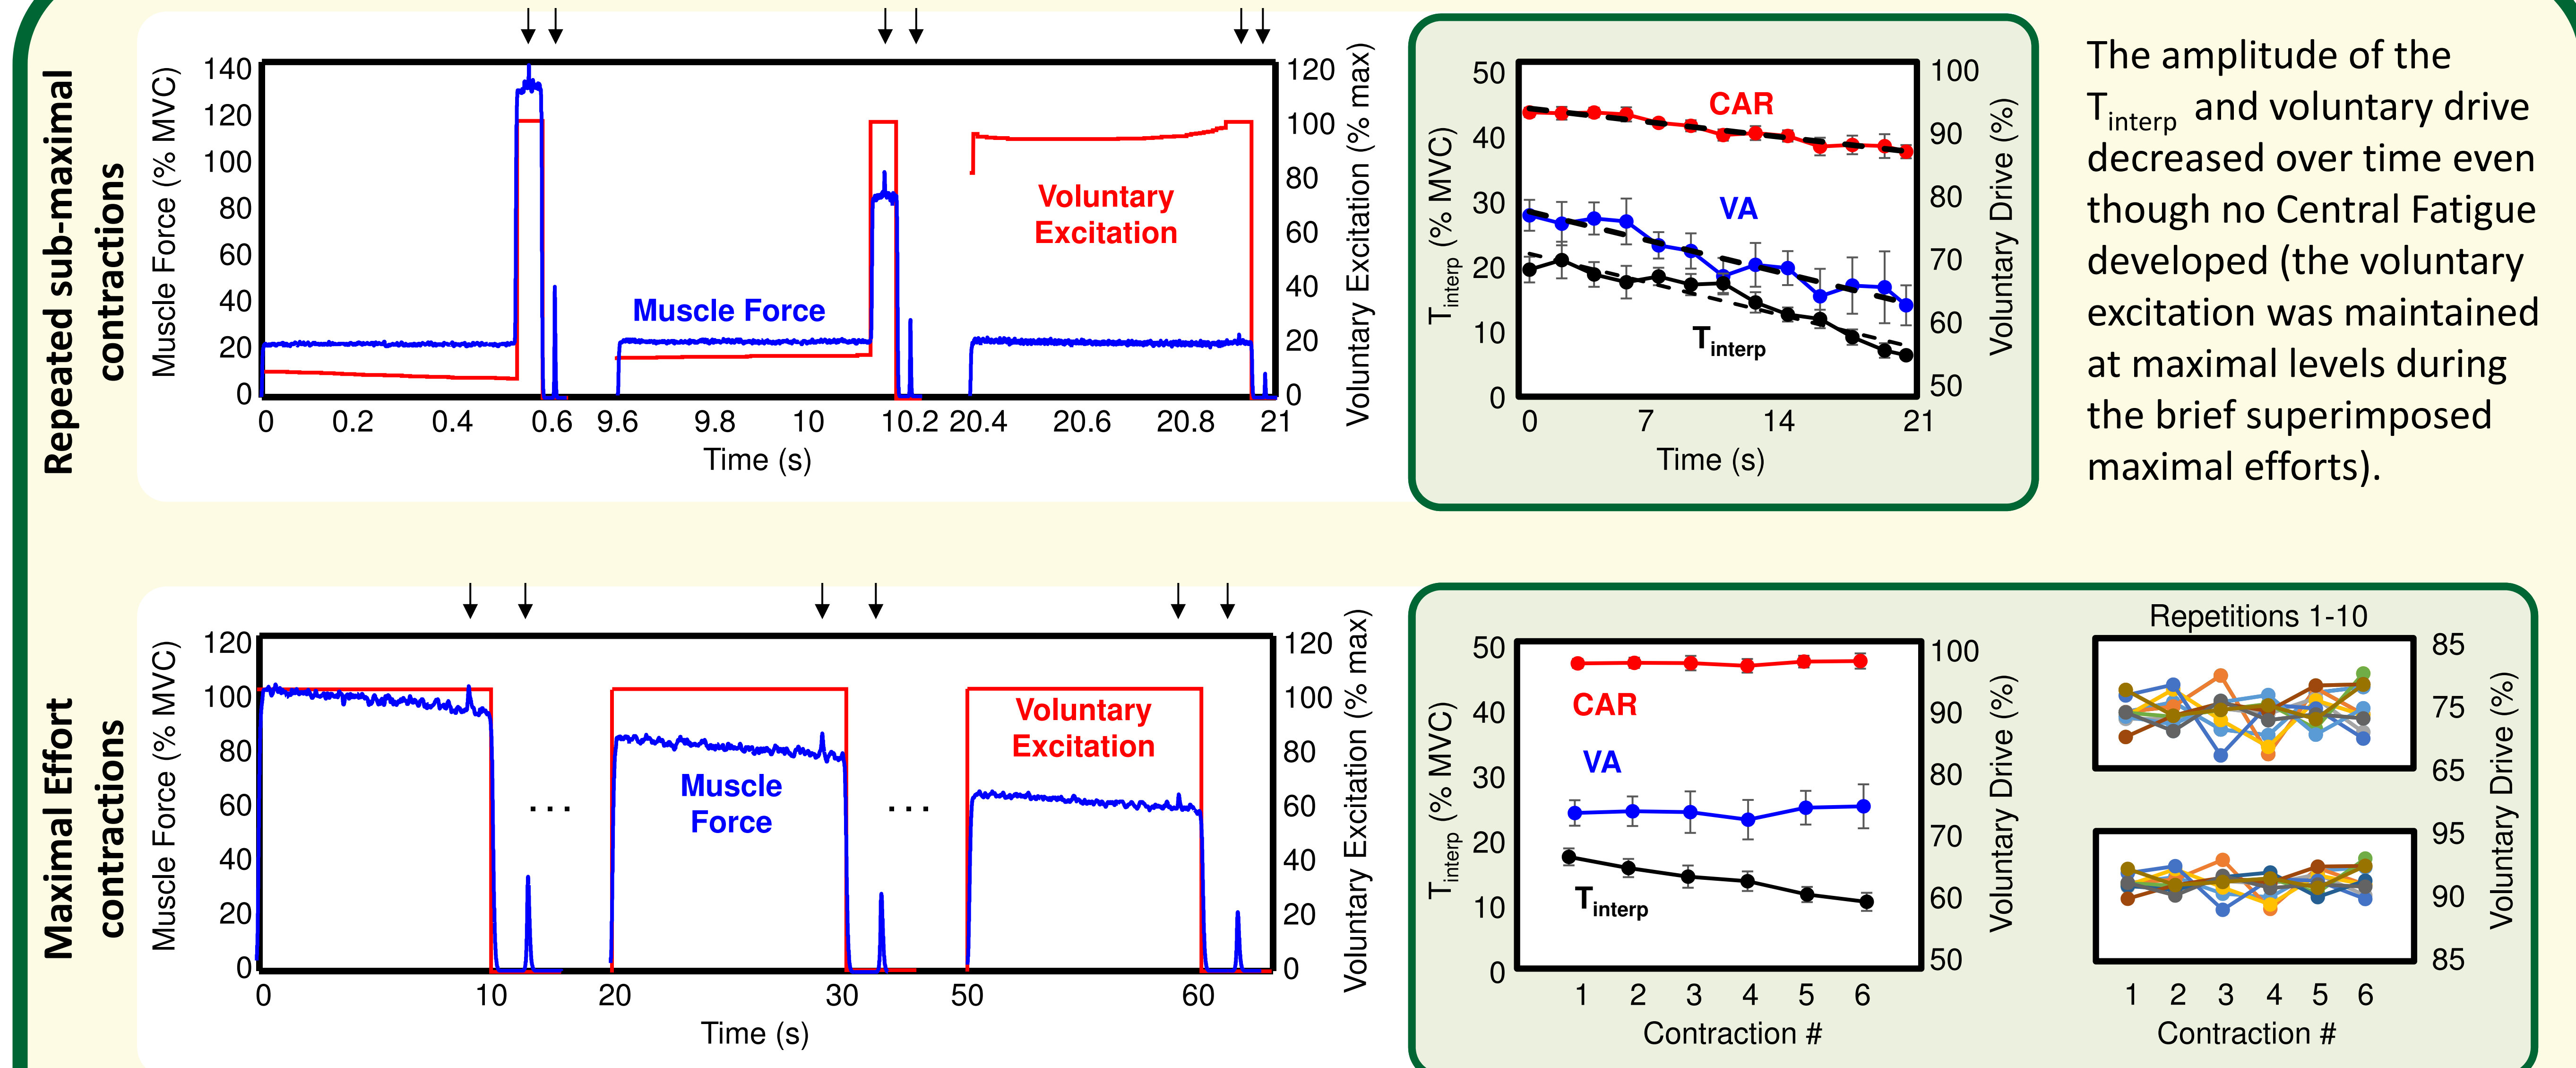 Repeated sub-maximal
contractions
Muscle Force (% MVC)
140
120
100
80
60
40
20
0
Muscle Force
Voluntary
Excitation
120
100
80
60
40
20
0
Voluntary Excitation (% max)
0 0.2 0.4 0.6 9.6 9.8 10 10.2 20.4 20.6 20.8 21
Time (s)
Tinterp (% MVC)
50
40
30
20
10
0
CAR
VA
Tinterp
100
90
80
70
60
50
Voluntary Drive (%)
0 7 14 21
Time (s)
The amplitude of the
Tinterp and voluntary drive
decreased over time even
though no Central Fatigue
developed (the voluntary
excitation was maintained
at maximal levels during
the brief superimposed
maximal efforts).
Maximal Effort
contractions
Muscle Force (% MVC)
120
100
80
60
40
20
0
...
Muscle
Force
...
Voluntary
Excitation
120
100
80
60
40
20
0
Voluntary Excitation (% max)
0 10 20 30 50 60
Time (s)
Tinterp (% MVC)
50
40
30
20
10
0
CAR
VA
Tinterp
100
90
80
70
60
50
Voluntary Drive (%)
1 2 3 4 5 6
Contraction #
Repetitions 1-10
85
75
65
95
90
85
Voluntary Drive (%)
1 2 3 4 5 6
Contraction #